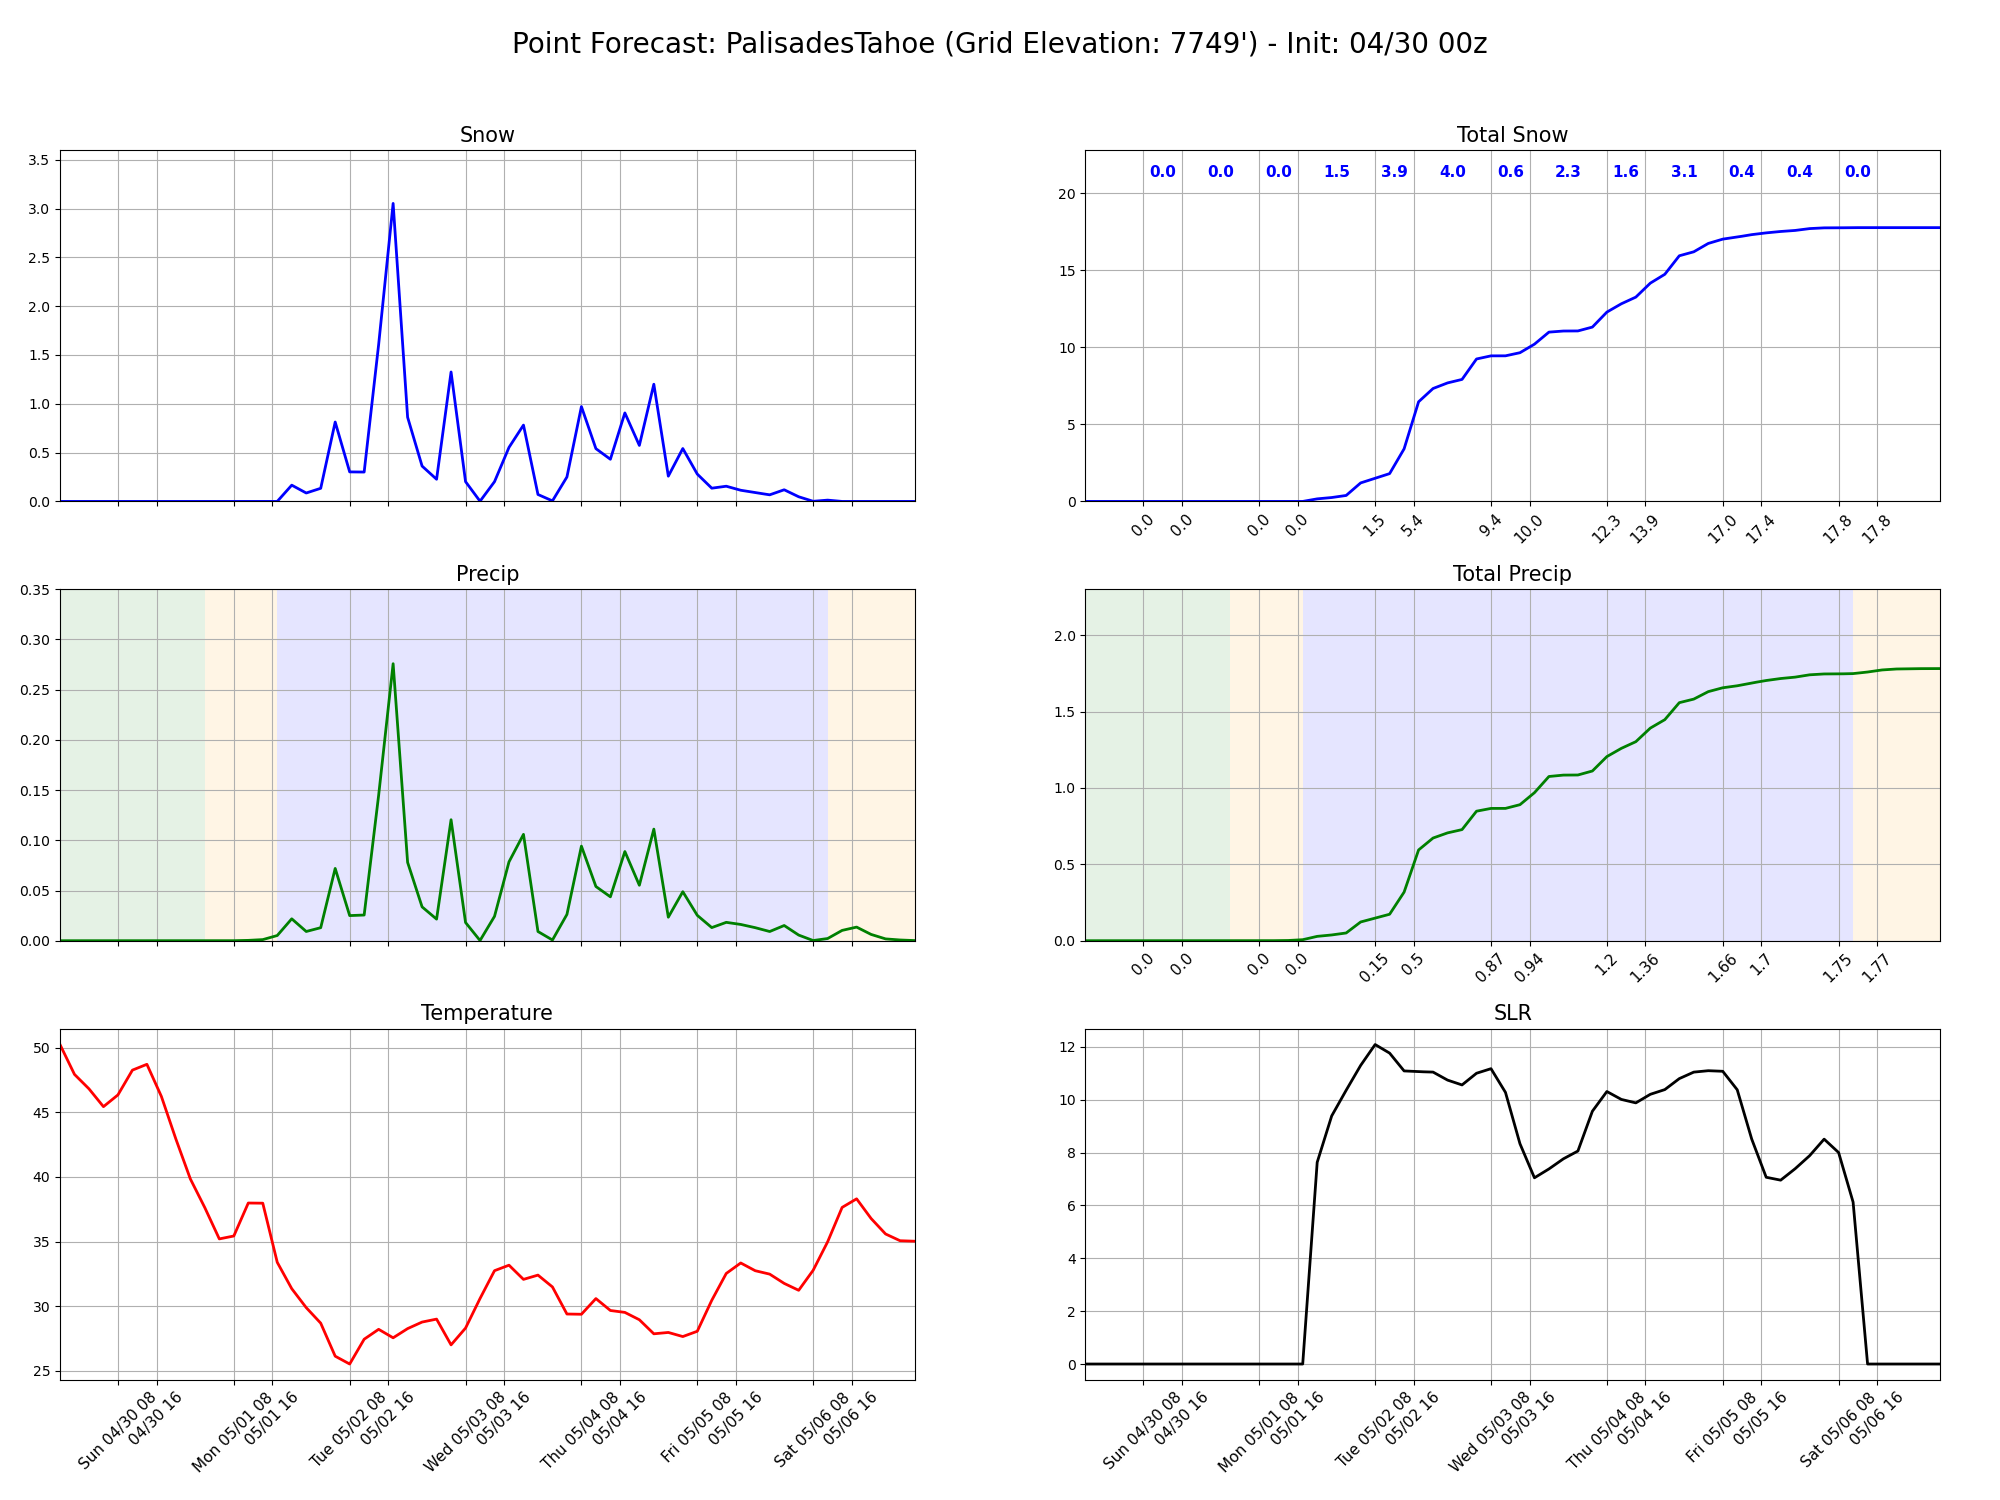 Point Forecast: PalisadesTahoe (Grid Elevation: 7749') - Init: 04/30 00z
Snow
3.5
3.0
2.5
2.0
1.5
1.0
0.5
0.0
Total Snow
0.0 0.0 0.0 1.5 3.9 4.0 0.6 2.3 1.6 3.1 0.4 0.4 0.0
20
15
10
5
0
0.0 0.0 0.0 0.0 1.5 5.4 9.4 10.0 12.3 13.9 17.0 17.4 17.8 17.8
Precip
0.35
0.30
0.25
0.20
0.15
0.10
0.05
0.00
Total Precip
2.0
1.5
1.0
0.5
0.0
0.0 0.0 0.0 0.0 0.15 0.5 0.87 0.94 1.2 1.36 1.66 1.7 1.75 1.77
Temperature
50
45
40
35
30
25
Sun 04/30 08
04/30 16
Mon 05/01 08
05/01 16
Tue 05/02 08
05/02 16
Wed 05/03 08
05/03 16
Thu 05/04 08
05/04 16
Fri 05/05 08
05/05 16
Sat 05/06 08
05/06 16
SLR
12
10
8
6
4
2
0
Sun 04/30 08
04/30 16
Mon 05/01 08
05/01 16
Tue 05/02 08
05/02 16
Wed 05/03 08
05/03 16
Thu 05/04 08
05/04 16
Fri 05/05 08
05/05 16
Sat 05/06 08
05/06 16